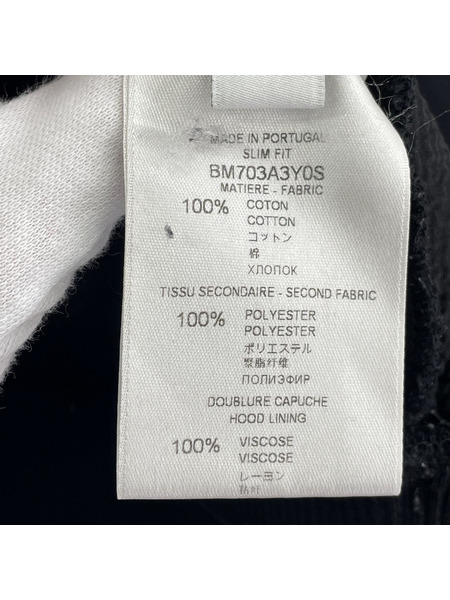 MADE IN PORTUGAL
SLIM FIT
BM703A3Y0S
MATIERE - FABRIC
100% COTON
COTTON
コットン
棉
ХЛОПОК
TISSU SECONDAIRE - SECOND FABRIC
100% POLYESTER
POLYESTER
ポリエステル
聚脂纤维
ПОЛИЭФИР
DOUBLURE CAPUCHE
HOOD LINING
100% VISCOSE
VISCOSE
レーヨン